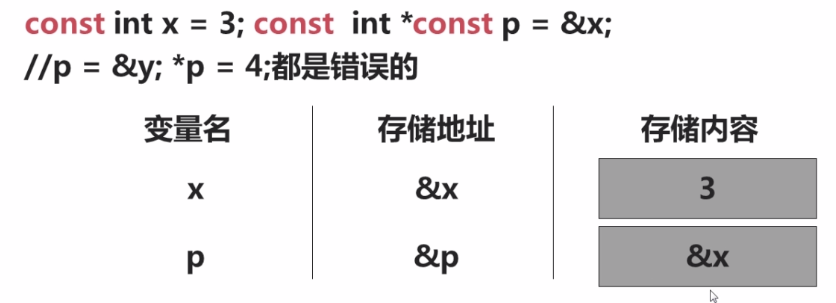 const int x = 3; const int *const p = &x;
//p = &y; *p = 4;都是错误的
变量名 存储地址 存储内容
x &x 3
p &p &x